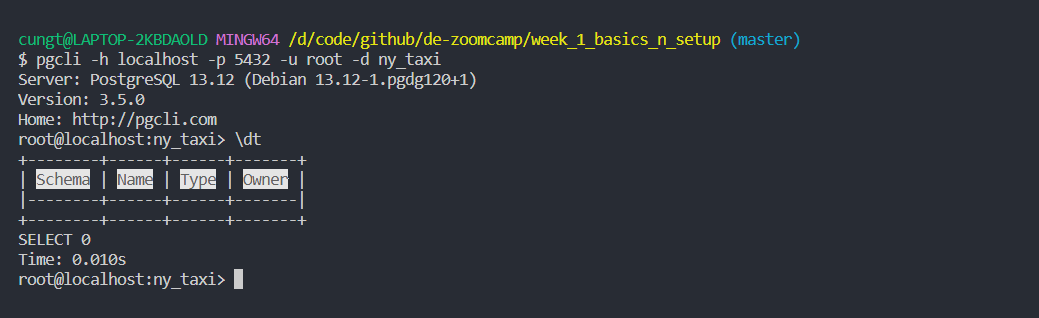 cungt@LAPTOP-2KBDAOLD MINGW64 /d/code/github/de-zoomcamp/week_1_basics_n_setup (master)
$ pgcli -h localhost -p 5432 -u root -d ny_taxi
Server: PostgreSQL 13.12 (Debian 13.12-1.pgdg120+1)
Version: 3.5.0
Home: http://pgcli.com
root@localhost:ny_taxi> \dt
+--------+------+------+-------+
| Schema | Name | Type | Owner |
|--------+------+------+-------|
+--------+------+------+-------+
SELECT 0
Time: 0.010s
root@localhost:ny_taxi>